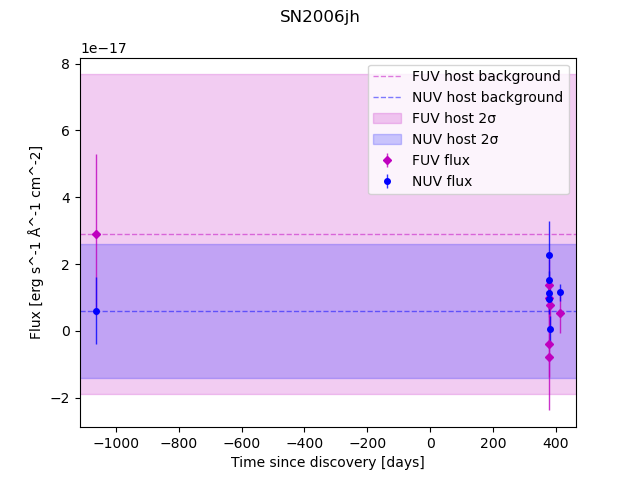 SN2006jh
1e−17
8
6
4
2
0
−2
Flux [erg s^-1 Å^-1 cm^-2]
FUV host background
NUV host background
FUV host 2σ
NUV host 2σ
FUV flux
NUV flux
−1000 −800 −600 −400 −200 0 200 400
Time since discovery [days]